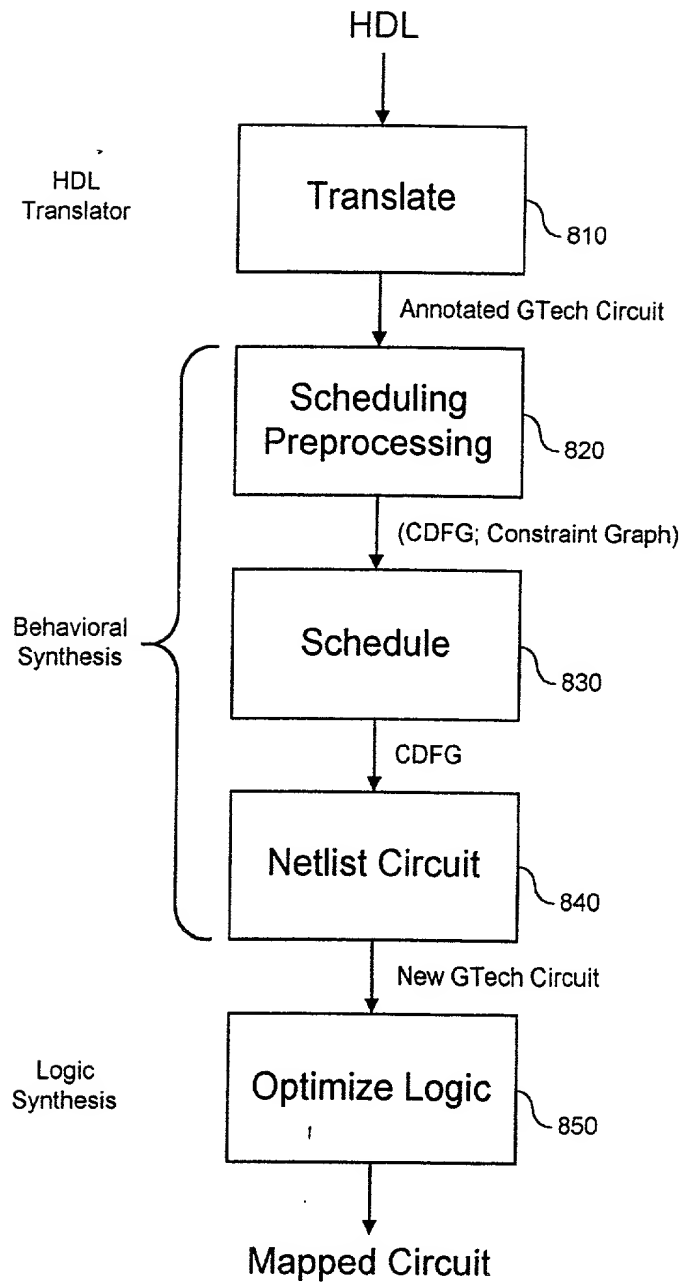 HDL
HDL
Translator
Translate
810
Annotated GTech Circuit
Scheduling
Preprocessing
820
(CDFG; Constraint Graph)
Behavioral
Synthesis
Schedule
830
CDFG
Netlist Circuit
840
New GTech Circuit
Logic
Synthesis
Optimize Logic
850
Mapped Circuit